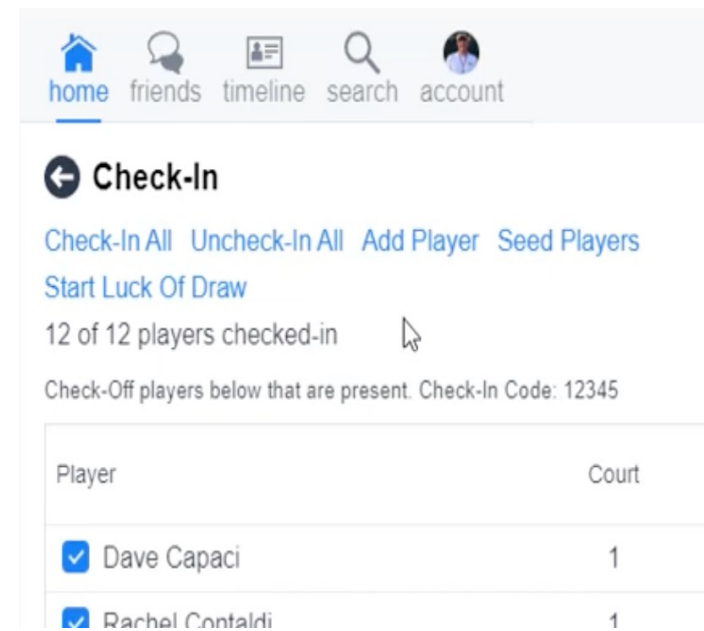 home friends timeline search account
Check-In
Check-In All Uncheck-In All Add Player Seed Players
Start Luck Of Draw
12 of 12 players checked-in
Check-Off players below that are present. Check-In Code: 12345
Player Court
Dave Capaci 1
Rachel Contaldi 1